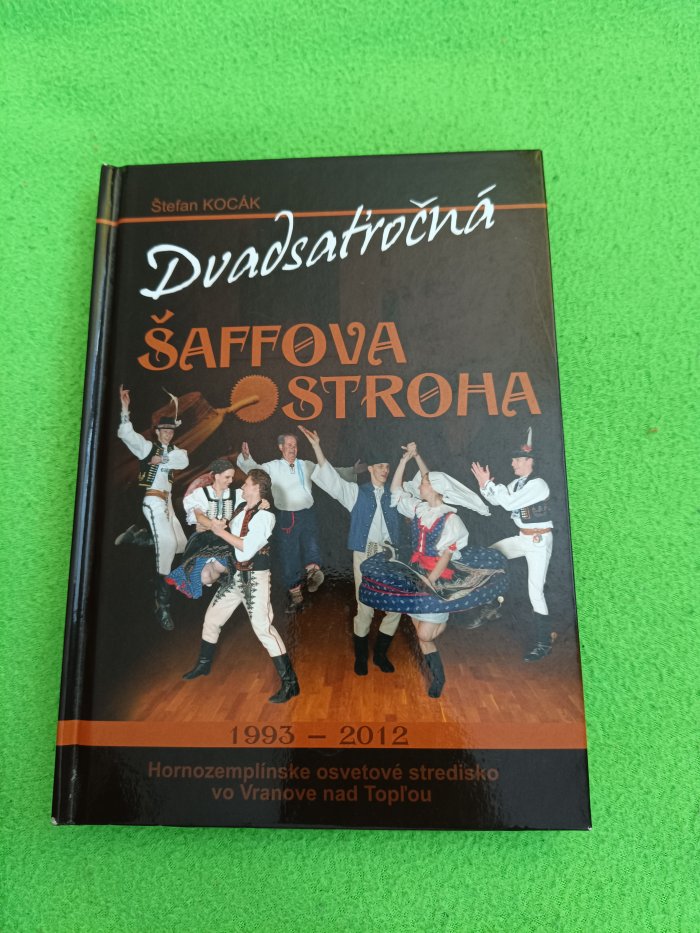 Štefan KOCÁK
Dvadsaťročná
ŠAFFOVA
OSTROHA
1993 – 2012
Hornozemplínske osvetové stredisko
vo Vranove nad Topľou